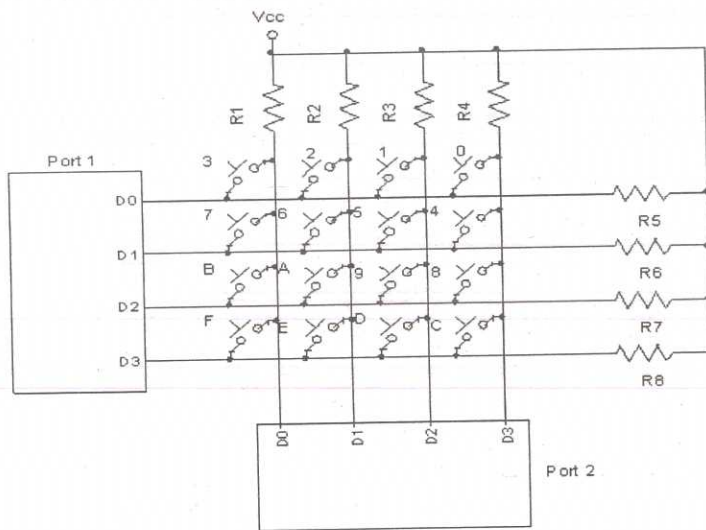 Vcc
R1 R2 R3 R4
Port 1
3 2 1 0
D0
R5
7 6 5 4
D1
R6
B A 9 8
D2
R7
F E D C
D3
R8
D0 D1 D2 D3
Port 2